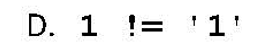 D. 1 != '1'